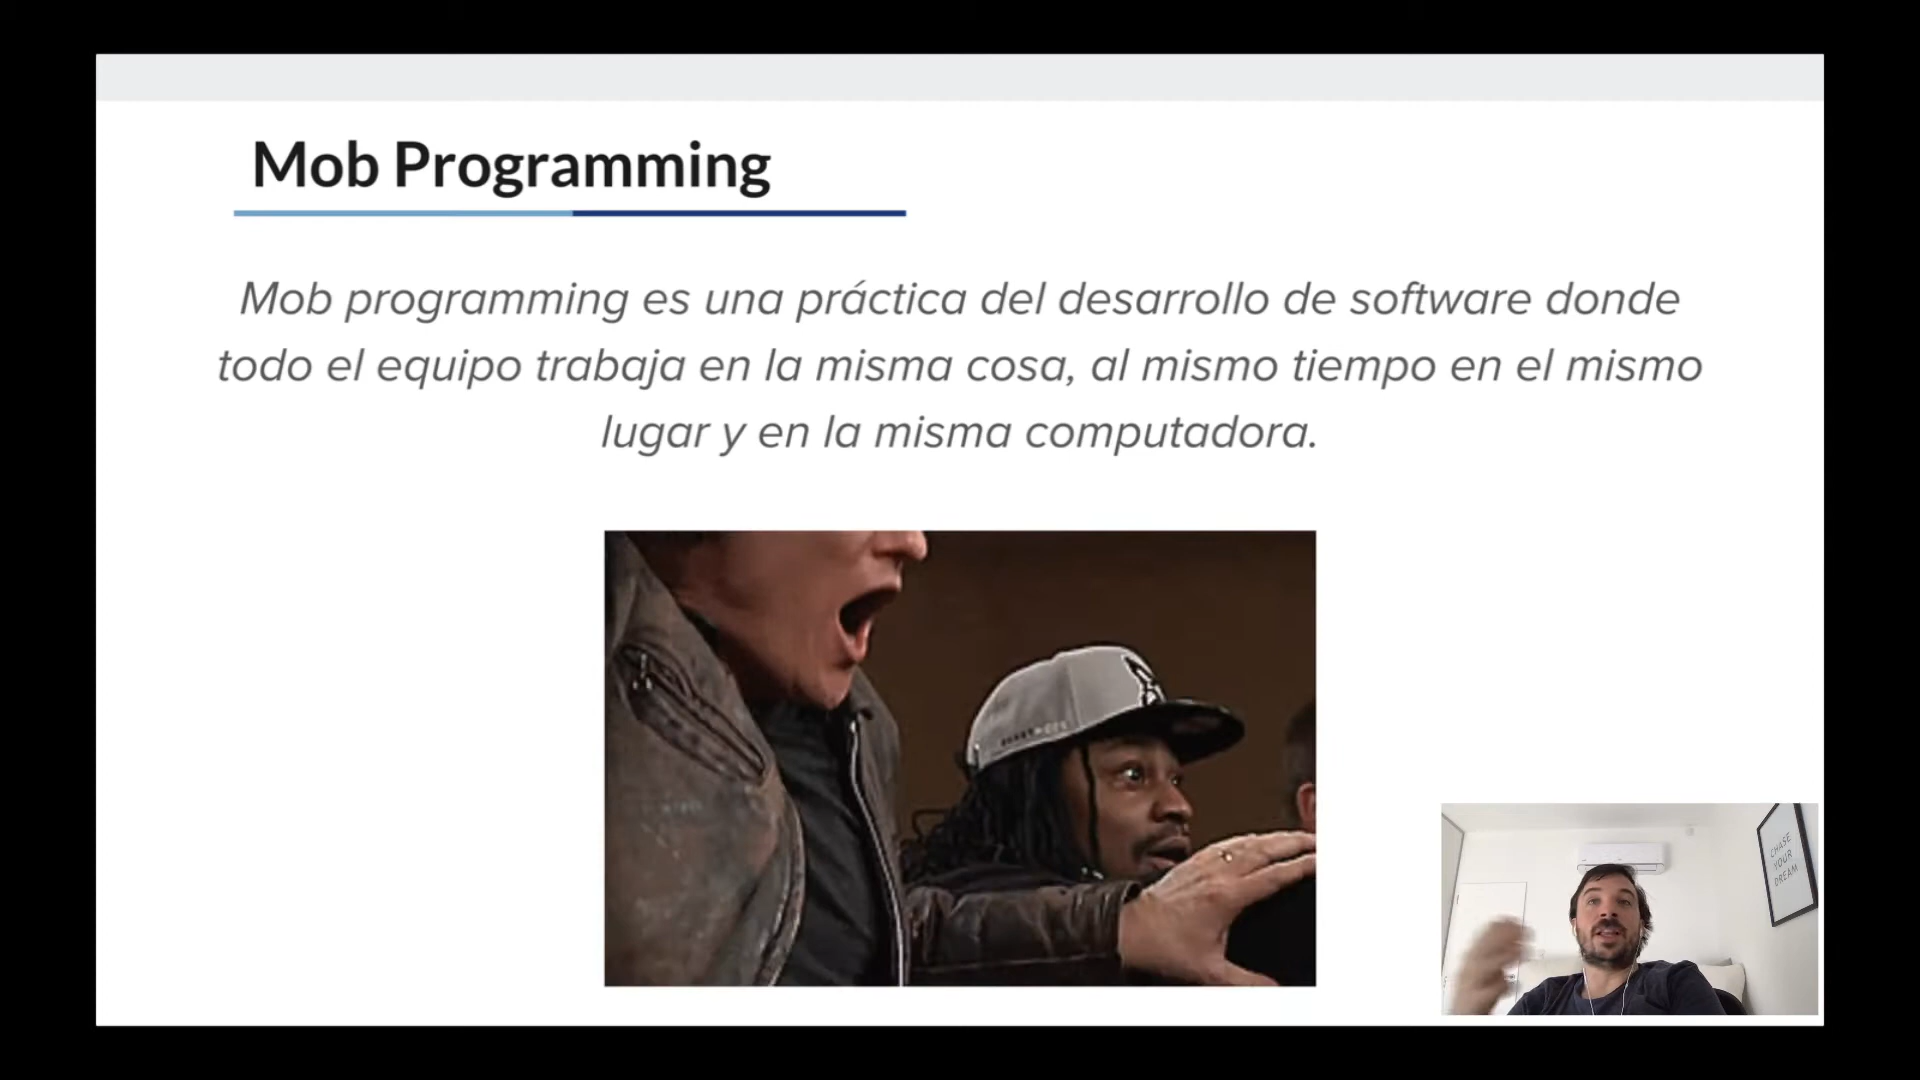 Mob Programming
Mob programming es una práctica del desarrollo de software donde
todo el equipo trabaja en la misma cosa, al mismo tiempo en el mismo
lugar y en la misma computadora.
CHASE
YOUR
DREAM